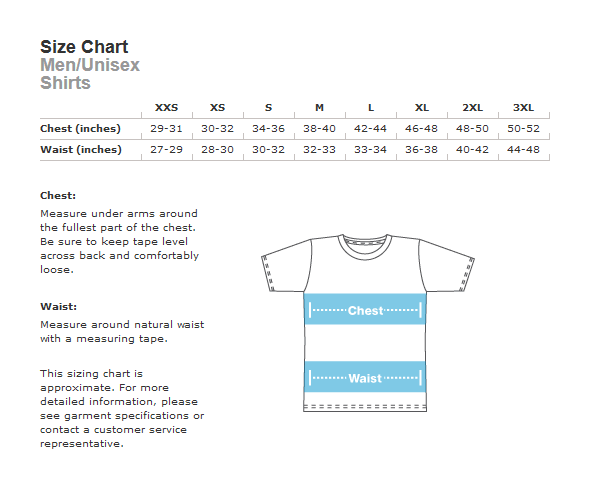 Size Chart
Men/Unisex
Shirts
XXS XS S M L XL 2XL 3XL
Chest (inches) 29-31 30-32 34-36 38-40 42-44 46-48 48-50 50-52
Waist (inches) 27-29 28-30 30-32 32-33 33-34 36-38 40-42 44-48
Chest:
Measure under arms around
the fullest part of the chest.
Be sure to keep tape level
across back and comfortably
loose.
Waist:
Measure around natural waist
with a measuring tape.
This sizing chart is
approximate. For more
detailed information, please
see garment specifications or
contact a customer service
representative.
Chest
Waist